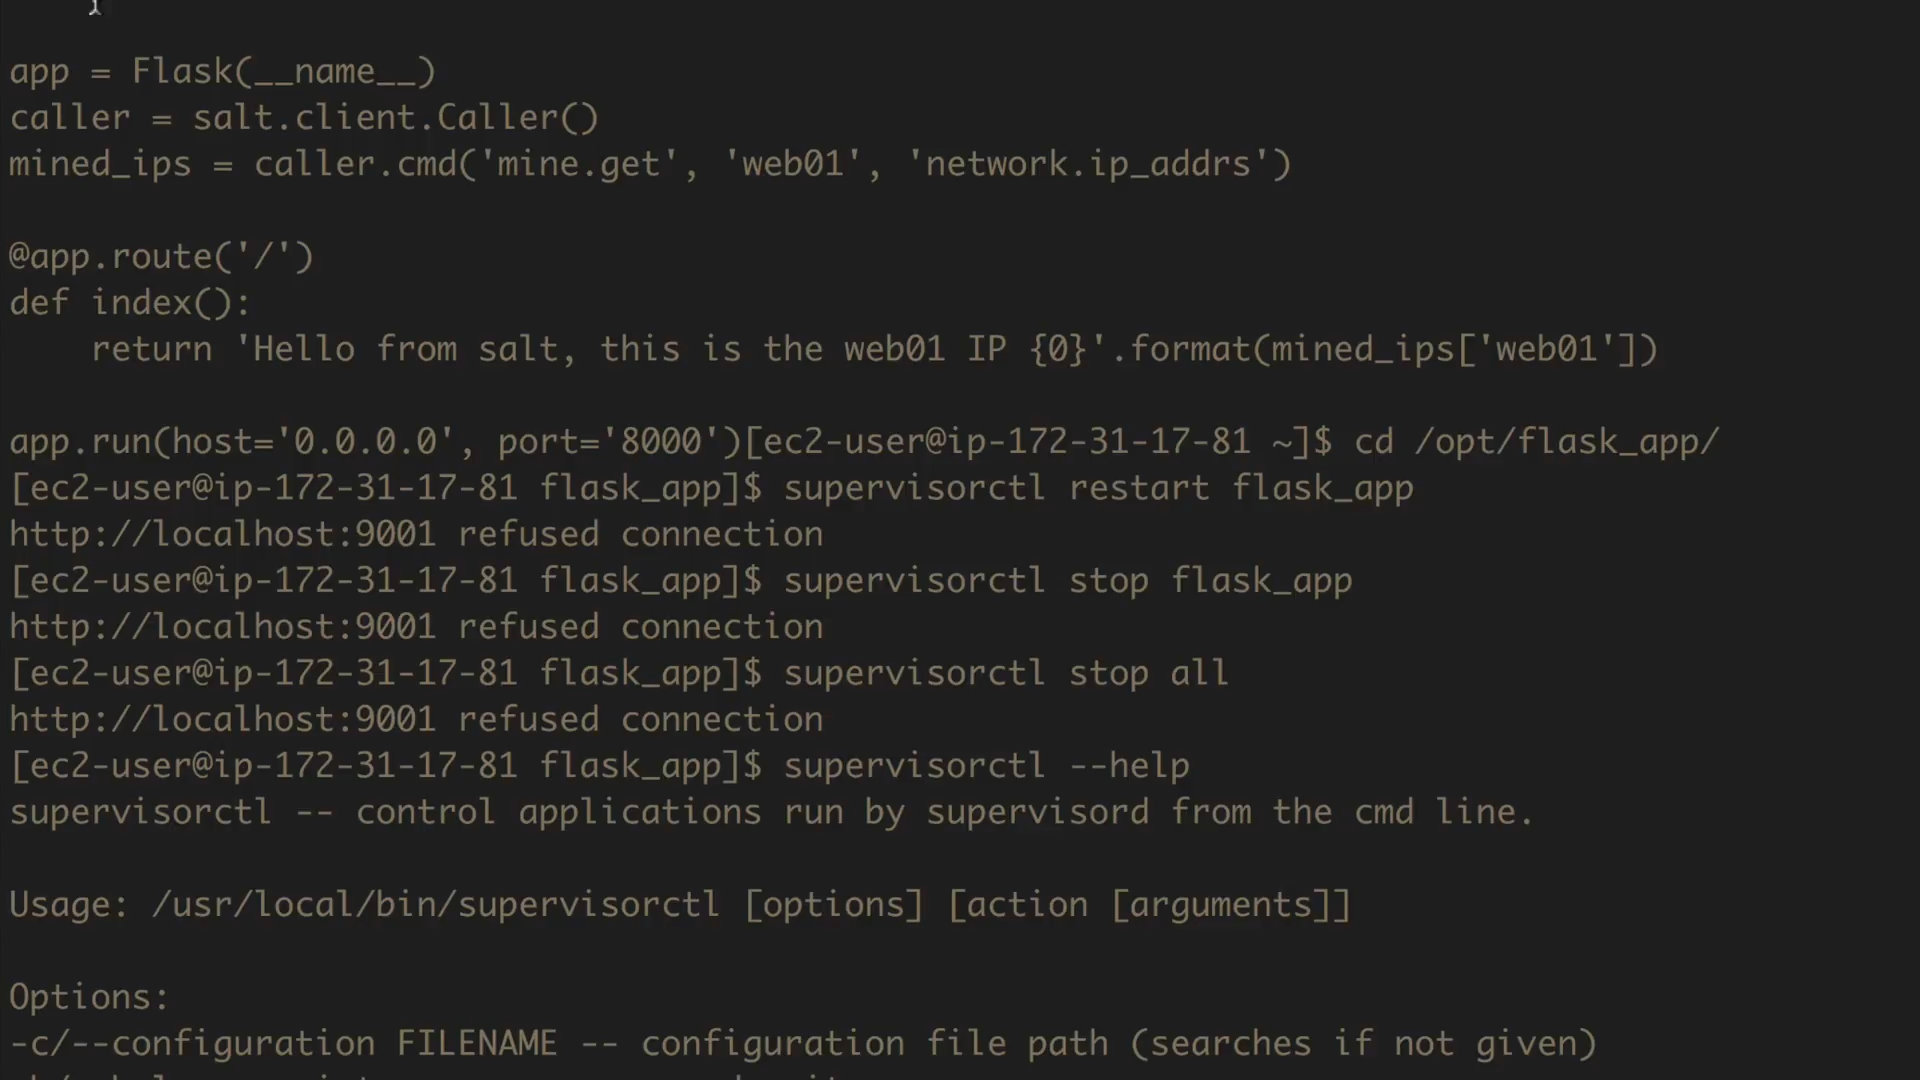 app = Flask(__name__)
caller = salt.client.Caller()
mined_ips = caller.cmd('mine.get', 'web01', 'network.ip_addrs')
@app.route('/')
def index():
    return 'Hello from salt, this is the web01 IP {0}'.format(mined_ips['web01'])
app.run(host='0.0.0.0', port='8000')[ec2-user@ip-172-31-17-81 ~]$ cd /opt/flask_app/
[ec2-user@ip-172-31-17-81 flask_app]$ supervisorctl restart flask_app
http://localhost:9001 refused connection
[ec2-user@ip-172-31-17-81 flask_app]$ supervisorctl stop flask_app
http://localhost:9001 refused connection
[ec2-user@ip-172-31-17-81 flask_app]$ supervisorctl stop all
http://localhost:9001 refused connection
[ec2-user@ip-172-31-17-81 flask_app]$ supervisorctl --help
supervisorctl -- control applications run by supervisord from the cmd line.
Usage: /usr/local/bin/supervisorctl [options] [action [arguments]]
Options:
-c/--configuration FILENAME -- configuration file path (searches if not given)